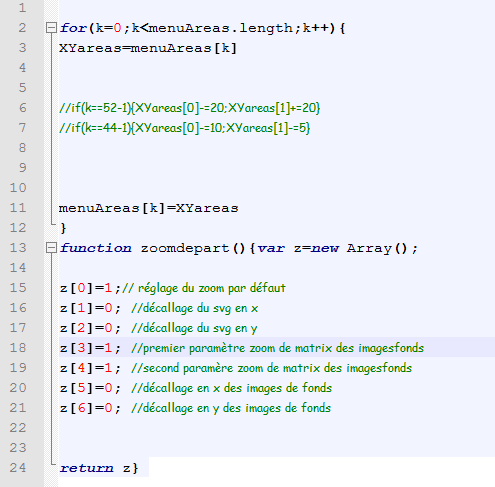 1
2 for(k=0;k<menuAreas.length;k++){
3 XYareas=menuAreas[k]
4
5
6 //if(k==52-1){XYareas[0]-=20;XYareas[1]+=20}
7 //if(k==44-1){XYareas[0]-=10;XYareas[1]-=5}
8
9
10
11 menuAreas[k]=XYareas
12 }
13 function zoomdepart(){var z=new Array();
14
15 z[0]=1;// réglage du zoom par défaut
16 z[1]=0; //décallage du svg en x
17 z[2]=0; //décallage du svg en y
18 z[3]=1; //premier paramètre zoom de matrix des imagesfonds
19 z[4]=1; //second paramère zoom de matrix des imagesfonds
20 z[5]=0; //décallage en x des images de fonds
21 z[6]=0; //décallage en y des images de fonds
22
23
24 return z}